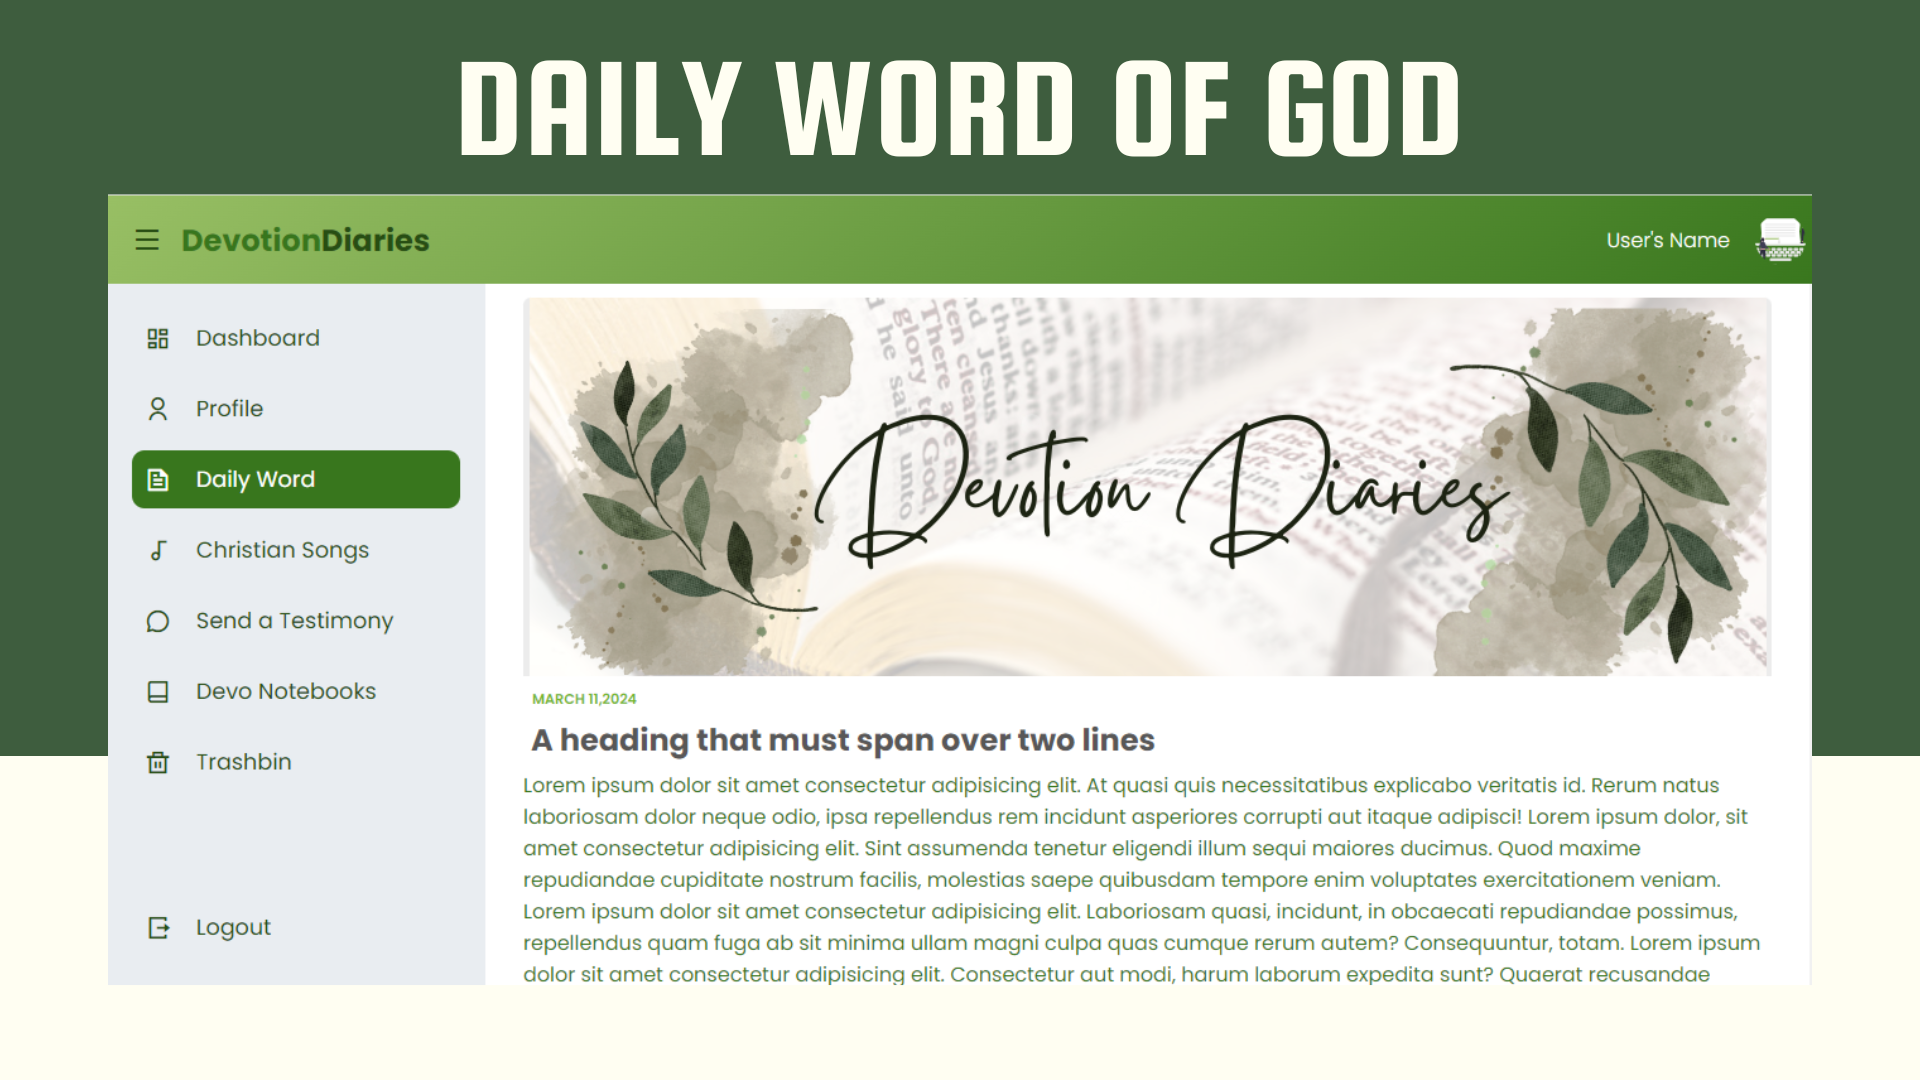 DAILY WORD OF GOD
DevotionDiaries
User's Name
Dashboard
Profile
Daily Word
Christian Songs
Send a Testimony
Devo Notebooks
Trashbin
Logout
Devotion Diaries
MARCH 11,2024
A heading that must span over two lines
Lorem ipsum dolor sit amet consectetur adipisicing elit. At quasi quis necessitatibus explicabo veritatis id. Rerum natus
laboriosam dolor neque odio, ipsa repellendus rem incidunt asperiores corrupti aut itaque adipisci! Lorem ipsum dolor, sit
amet consectetur adipisicing elit. Sint assumenda tenetur eligendi illum sequi maiores ducimus. Quod maxime
repudiandae cupiditate nostrum facilis, molestias saepe quibusdam tempore enim voluptates exercitationem veniam.
Lorem ipsum dolor sit amet consectetur adipisicing elit. Laboriosam quasi, incidunt, in obcaecati repudiandae possimus,
repellendus quam fuga ab sit minima ullam magni culpa quas cumque rerum autem? Consequuntur, totam. Lorem ipsum
dolor sit amet consectetur adipisicing elit. Consectetur aut modi, harum laborum expedita sunt? Quaerat recusandae